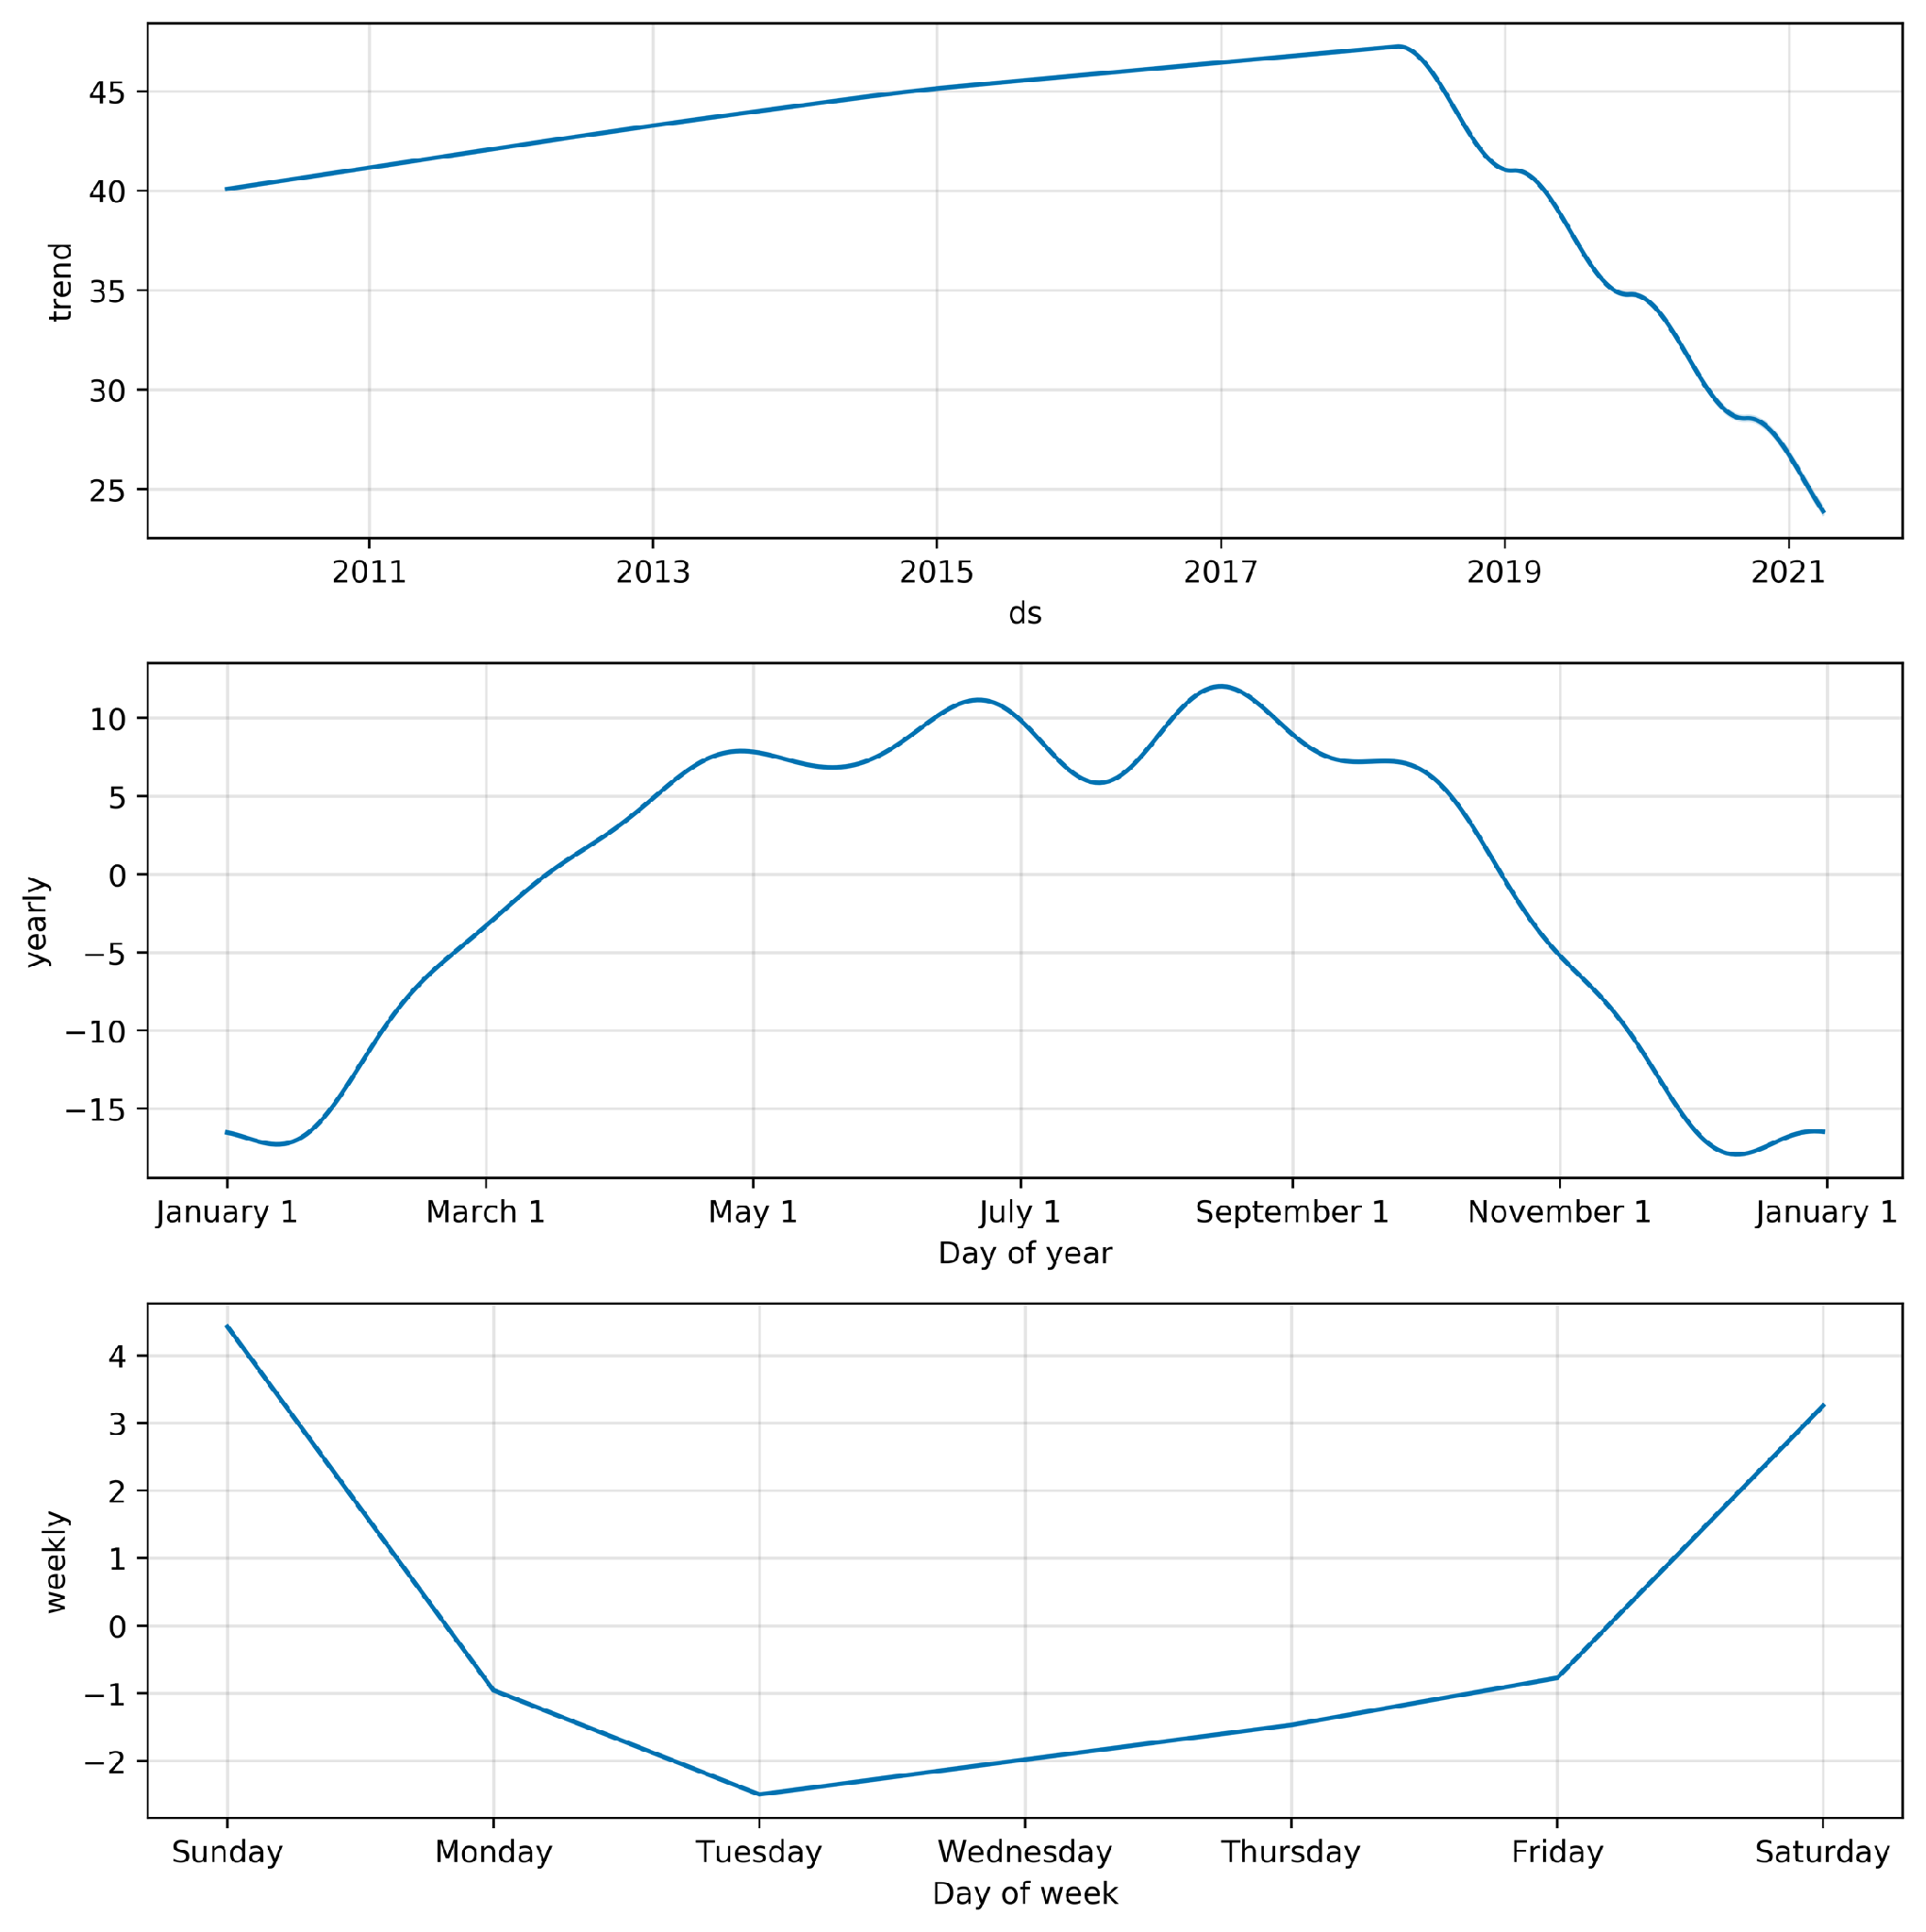 45
40
35
30
25
trend
2011 2013 2015 2017 2019 2021
ds
10
5
0
−5
−10
−15
yearly
January 1 March 1 May 1 July 1 September 1 November 1 January 1
Day of year
4
3
2
1
0
−1
−2
weekly
Sunday Monday Tuesday Wednesday Thursday Friday Saturday
Day of week